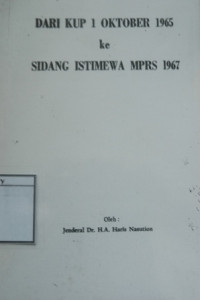 DARI KUP 1 OKTOBER 1965
ke
SIDANG ISTIMEWA MPRS 1967
Oleh :
Jenderal Dr. H.A. Haris Nasution